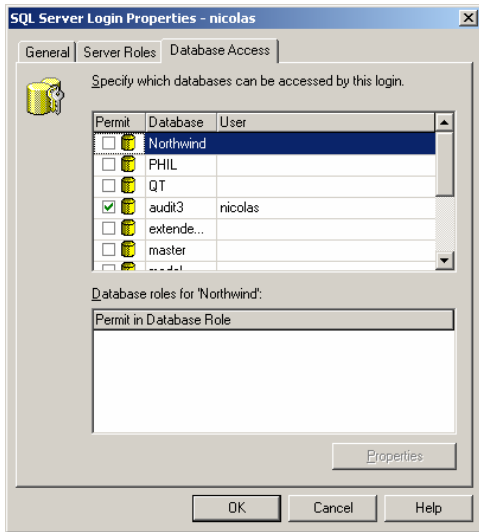 SQL Server Login Properties - nicolas
General Server Roles Database Access
Specify which databases can be accessed by this login.
Permit Database User
Northwind
PHIL
QT
audit3 nicolas
extende...
master
model
Database roles for 'Northwind':
Permit in Database Role
Properties
OK Cancel Help